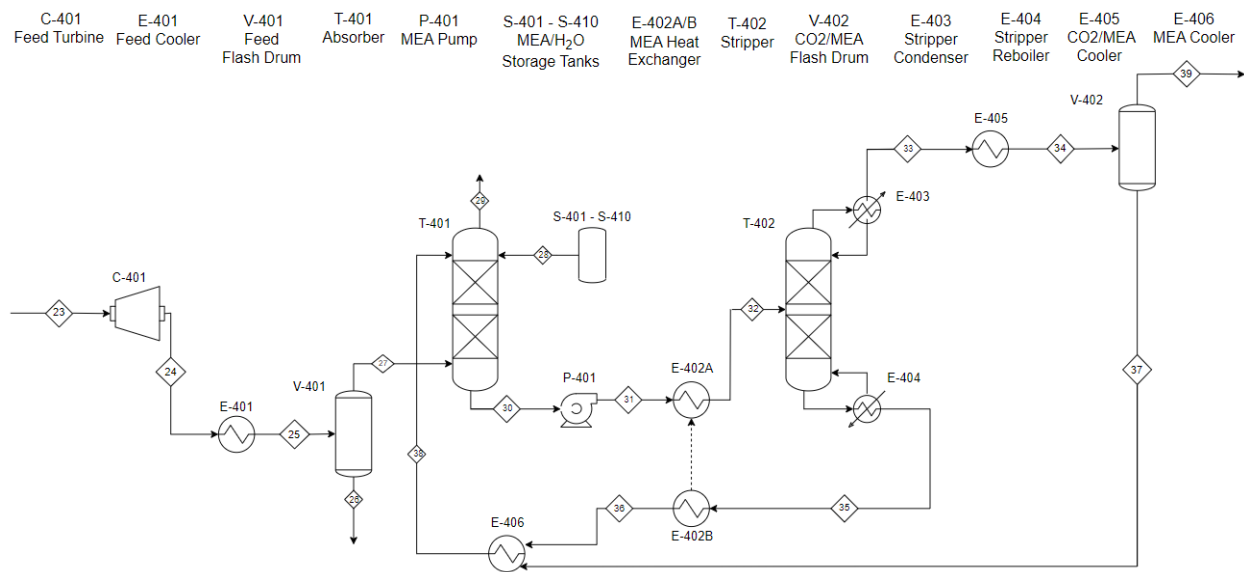 C-401 E-401 V-401 T-401 P-401 S-401 - S-410 E-402A/B T-402 V-402 E-403 E-404 E-405 E-406
Feed Turbine Feed Cooler Feed Absorber MEA Pump MEA/H₂O MEA Heat Stripper CO2/MEA Stripper Stripper CO2/MEA MEA Cooler
Flash Drum Storage Tanks Exchanger Flash Drum Condenser Reboiler Cooler
39
V-402
E-405
33
34
E-403
29
T-401
S-401 - S-410
T-402
28
C-401
23
32
24
27
V-401
E-402A
P-401
E-404
37
30
31
E-401
25
38
26
36
35
E-406
E-402B